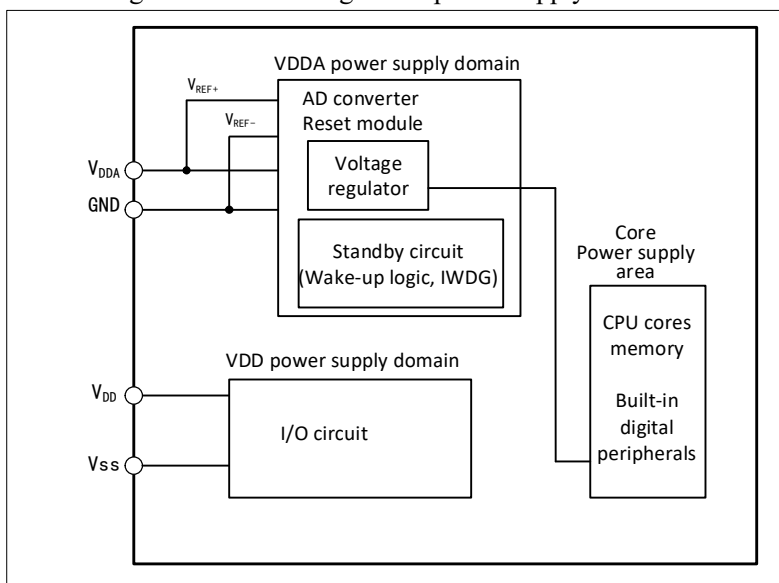 VDDA power supply domain
VREF+
AD converter
VREF-
Reset module
VDDA
Voltage
regulator
GND
Standby circuit
(Wake-up logic, IWDG)
Core
Power supply
area
CPU cores
memory
Built-in
digital
peripherals
VDD power supply domain
VDD
I/O circuit
Vss